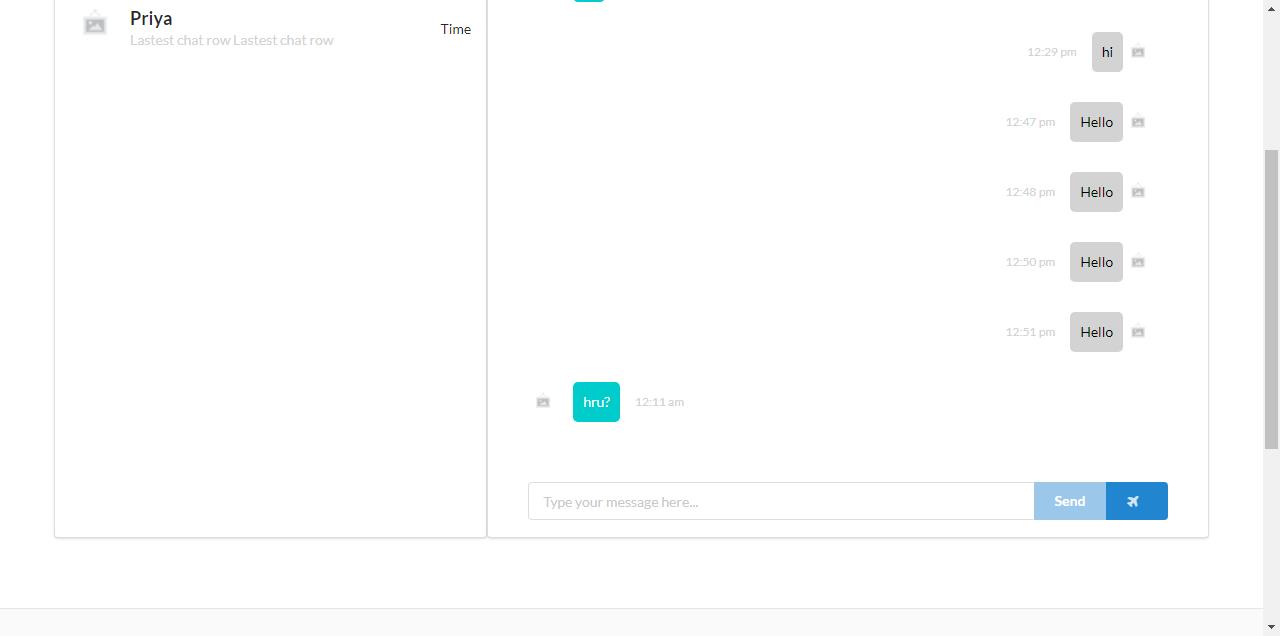 Priya
Lastest chat row Lastest chat row
Time
12:29 pm hi
12:47 pm Hello
12:48 pm Hello
12:50 pm Hello
12:51 pm Hello
hru? 12:11 am
Type your message here... Send